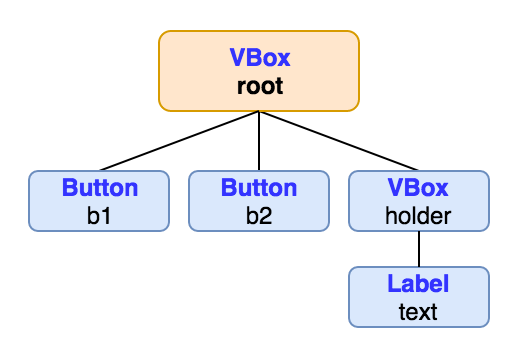 VBox
root
Button
b1
Button
b2
VBox
holder
Label
text